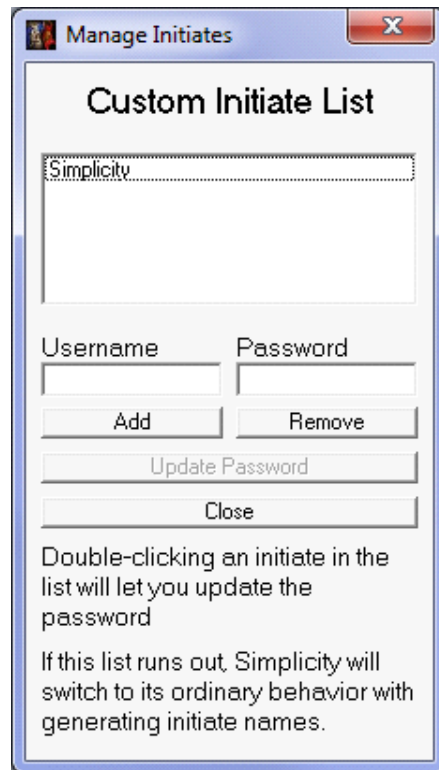 Manage Initiates
Custom Initiate List
Simplicity
Username Password
Add Remove
Update Password
Close
Double-clicking an initiate in the
list will let you update the
password
If this list runs out, Simplicity will
switch to its ordinary behavior with
generating initiate names.